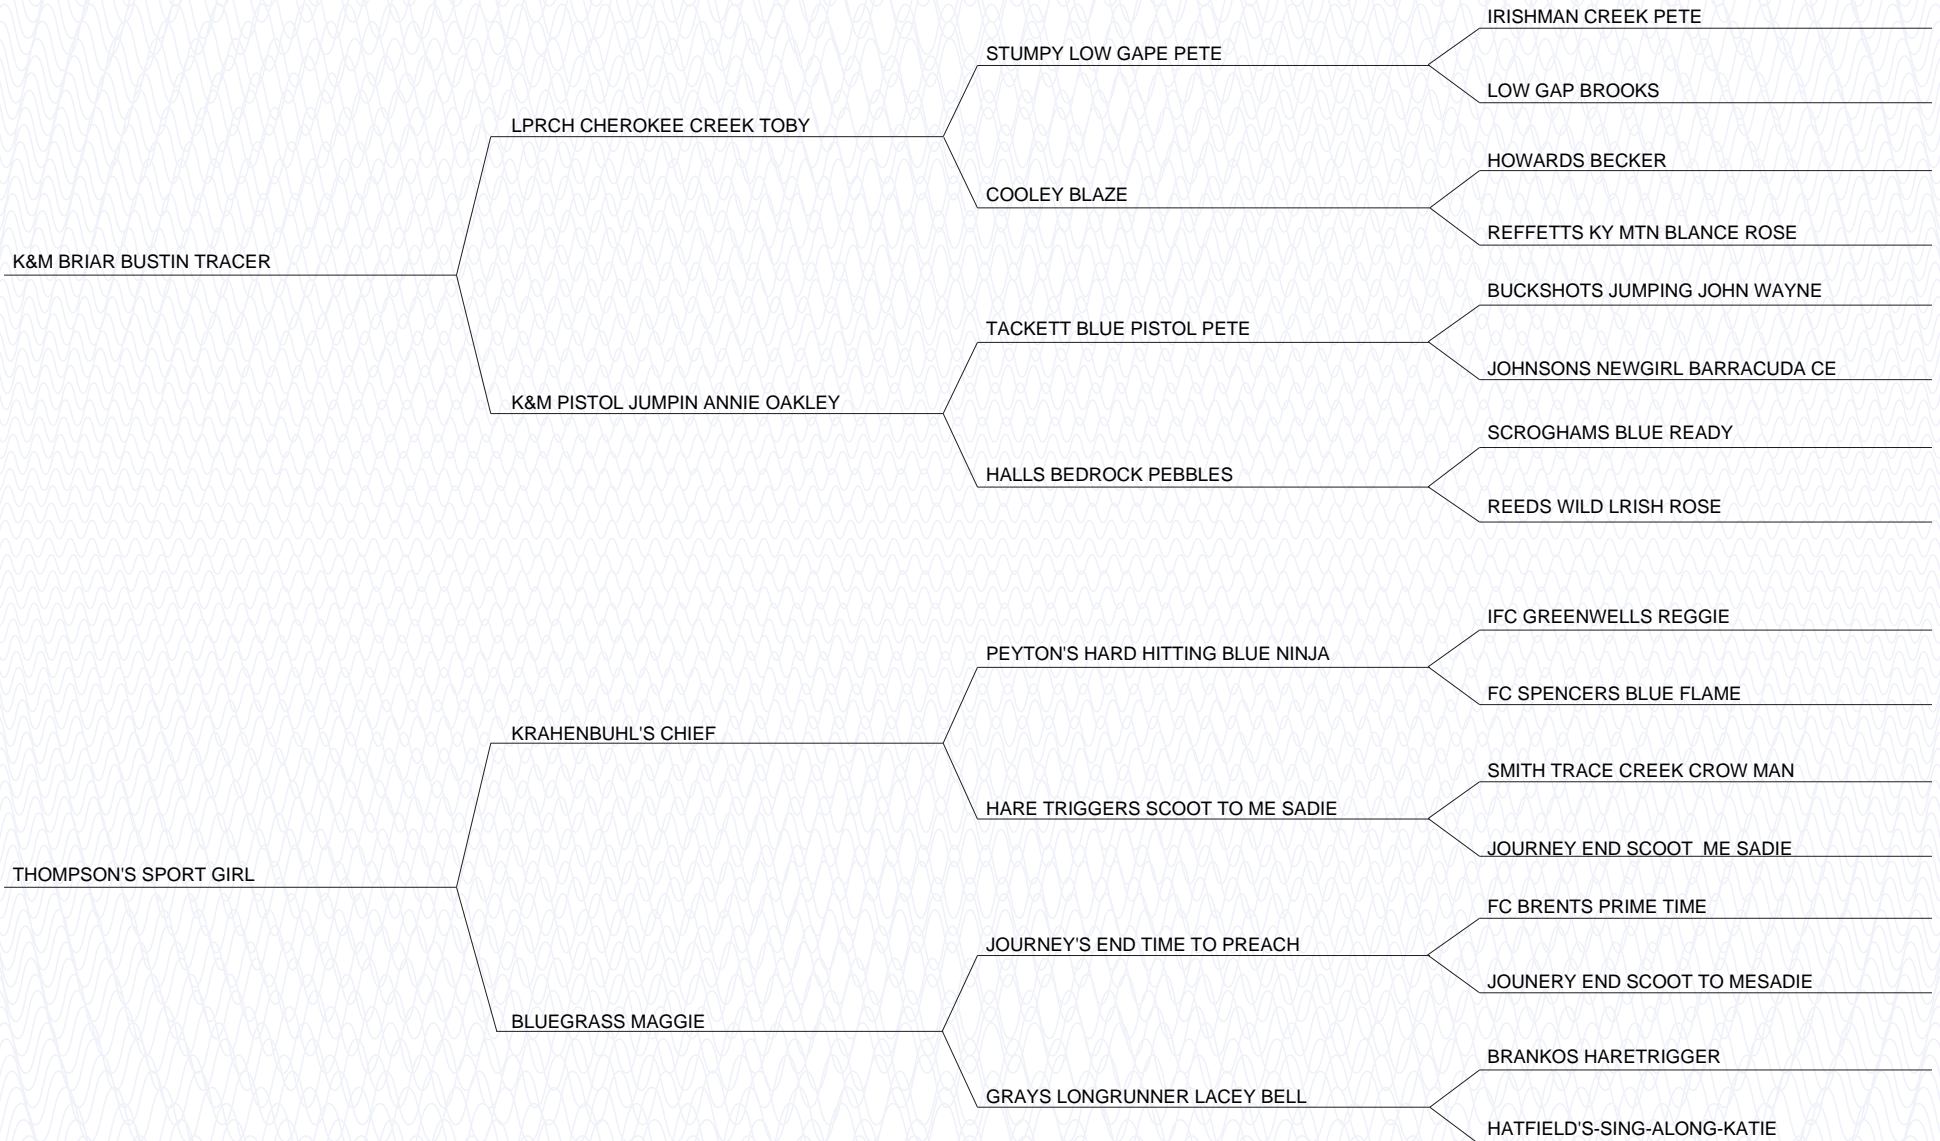 IRISHMAN CREEK PETE
STUMPY LOW GAPE PETE
LOW GAP BROOKS
LPRCH CHEROKEE CREEK TOBY
HOWARDS BECKER
COOLEY BLAZE
REFFETTS KY MTN BLANCE ROSE
K&M BRIAR BUSTIN TRACER
BUCKSHOTS JUMPING JOHN WAYNE
TACKETT BLUE PISTOL PETE
JOHNSONS NEWGIRL BARRACUDA CE
K&M PISTOL JUMPIN ANNIE OAKLEY
SCROGHAMS BLUE READY
HALLS BEDROCK PEBBLES
REEDS WILD LRISH ROSE
IFC GREENWELLS REGGIE
PEYTON'S HARD HITTING BLUE NINJA
FC SPENCERS BLUE FLAME
KRAHENBUHL'S CHIEF
SMITH TRACE CREEK CROW MAN
HARE TRIGGERS SCOOT TO ME SADIE
JOURNEY END SCOOT  ME SADIE
THOMPSON'S SPORT GIRL
FC BRENTS PRIME TIME
JOURNEY'S END TIME TO PREACH
JOUNERY END SCOOT TO MESADIE
BLUEGRASS MAGGIE
BRANKOS HARETRIGGER
GRAYS LONGRUNNER LACEY BELL
HATFIELD'S-SING-ALONG-KATIE